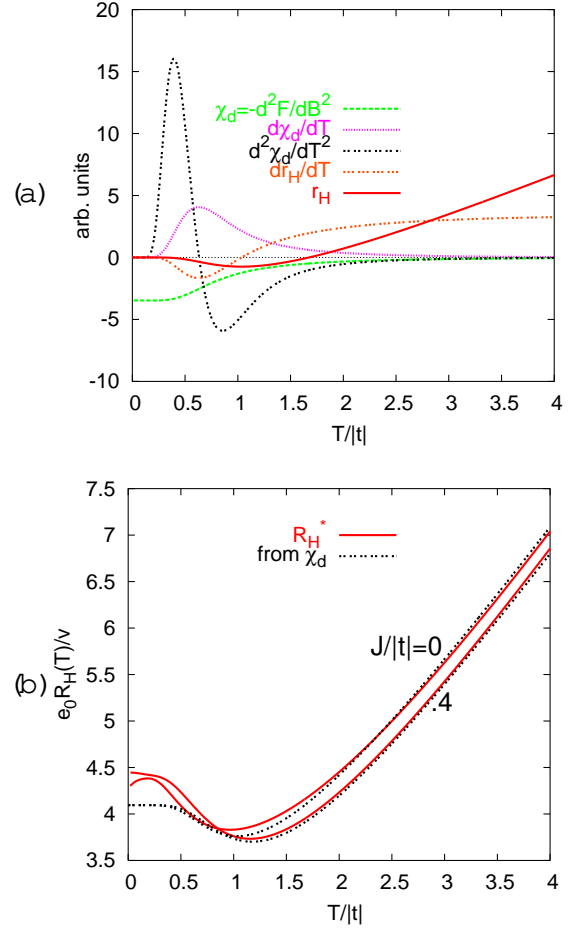 (a)
arb. units
20
15
10
5
0
-5
-10
χd=-d²F/dB²
dχd/dT
d²χd/dT²
drH/dT
rH
0 0.5 1 1.5 2 2.5 3 3.5 4
T/|t|
(b)
e₀RH(T)/v
7.5
7
6.5
6
5.5
5
4.5
4
3.5
RH*
from χd
J/|t|=0
.4
0 0.5 1 1.5 2 2.5 3 3.5 4
T/|t|